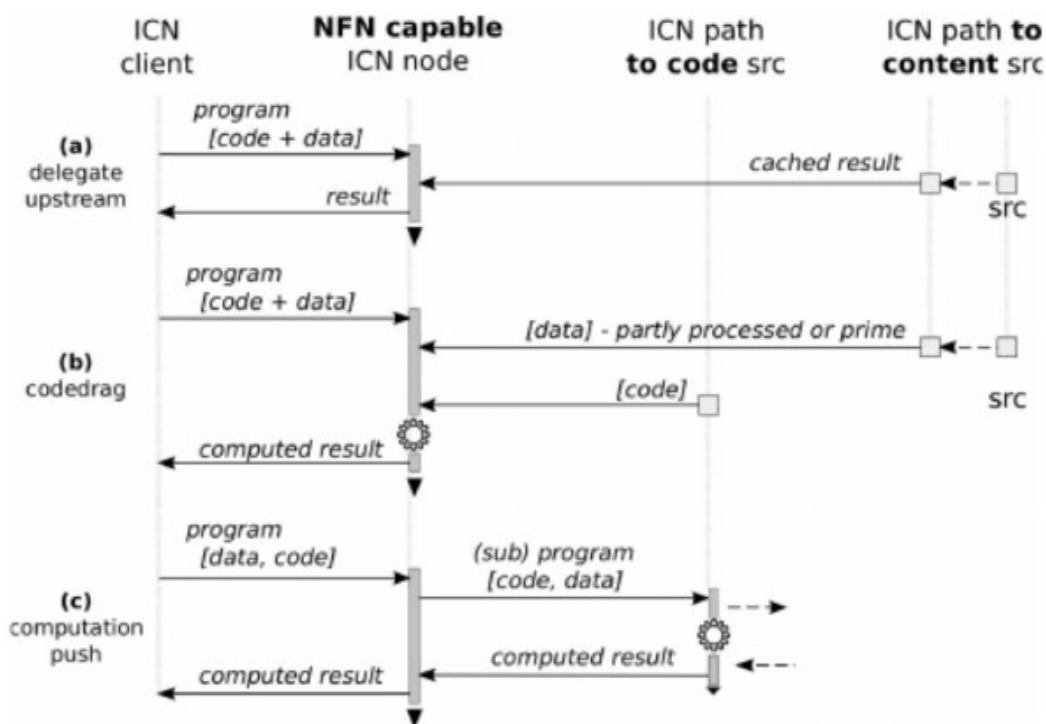 ICN
client
NFN capable
ICN node
ICN path
to code src
ICN path to
content src
(a)
delegate
upstream
program
[code + data]
cached result
result
src
program
[code + data]
[data] - partly processed or prime
(b)
codedrag
[code]
src
computed result
program
[data, code]
(sub) program
[code, data]
(c)
computation
push
computed result
computed result